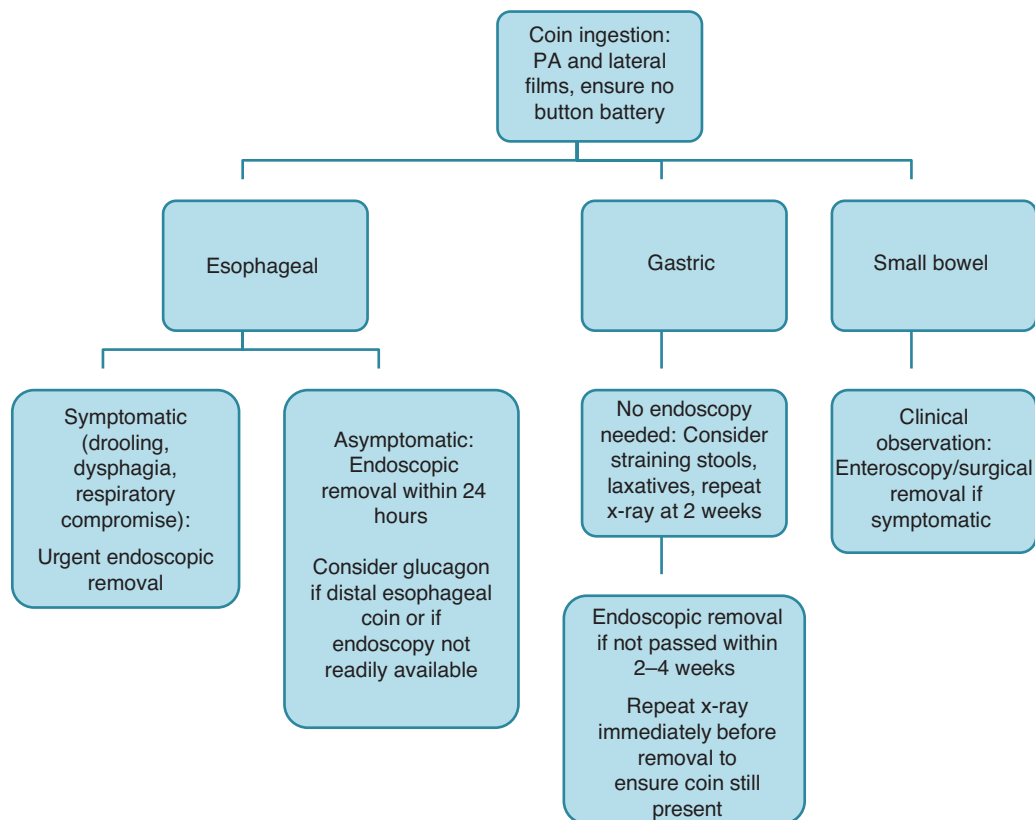 Coin ingestion:
PA and lateral
films, ensure no
button battery
Esophageal
Gastric
Small bowel
Symptomatic
(drooling,
dysphagia,
respiratory
compromise):
Urgent endoscopic
removal
Asymptomatic:
Endoscopic
removal within 24
hours
Consider glucagon
if distal esophageal
coin or if
endoscopy not
readily available
No endoscopy
needed: Consider
straining stools,
laxatives, repeat
x-ray at 2 weeks
Clinical
observation:
Enteroscopy/surgical
removal if
symptomatic
Endoscopic removal
if not passed within
2–4 weeks
Repeat x-ray
immediately before
removal to
ensure coin still
present